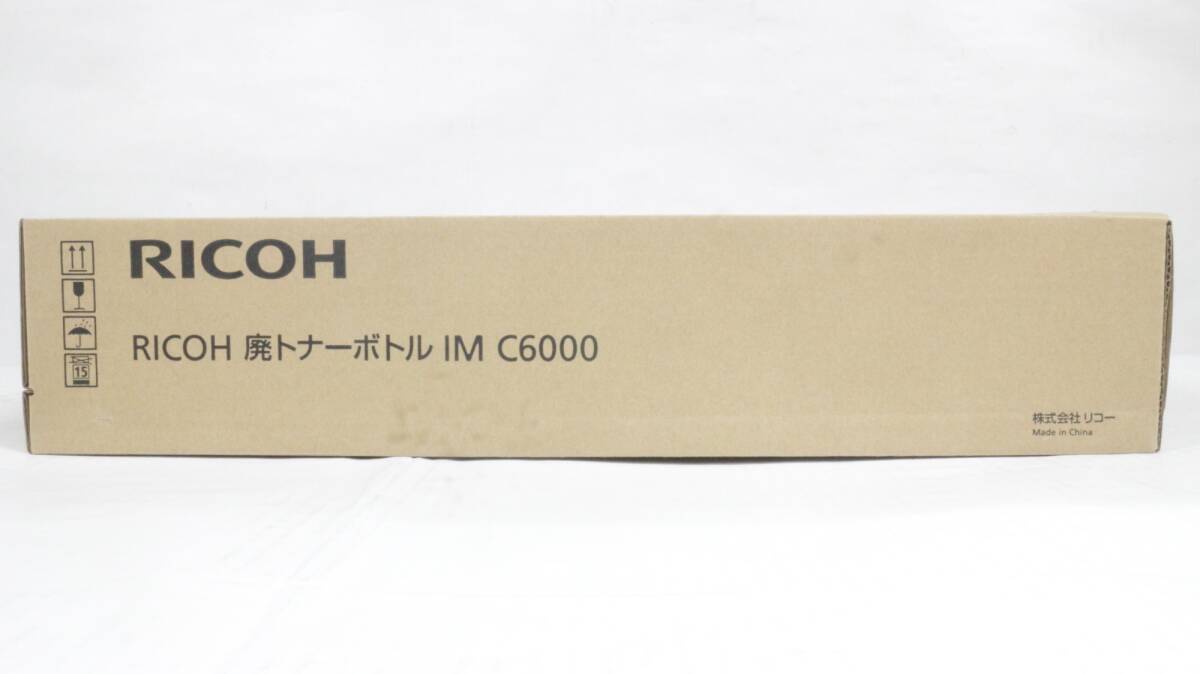 RICOH
RICOH 廃トナーボトル IM C6000
15
株式会社 リコー
Made in China